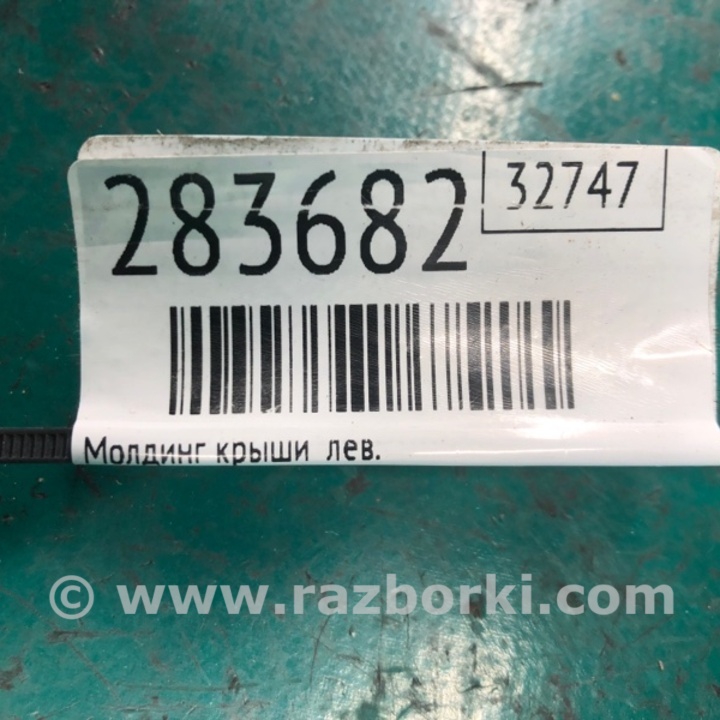 283682 32747
Молдинг крыши лев.
© www.razborki.com